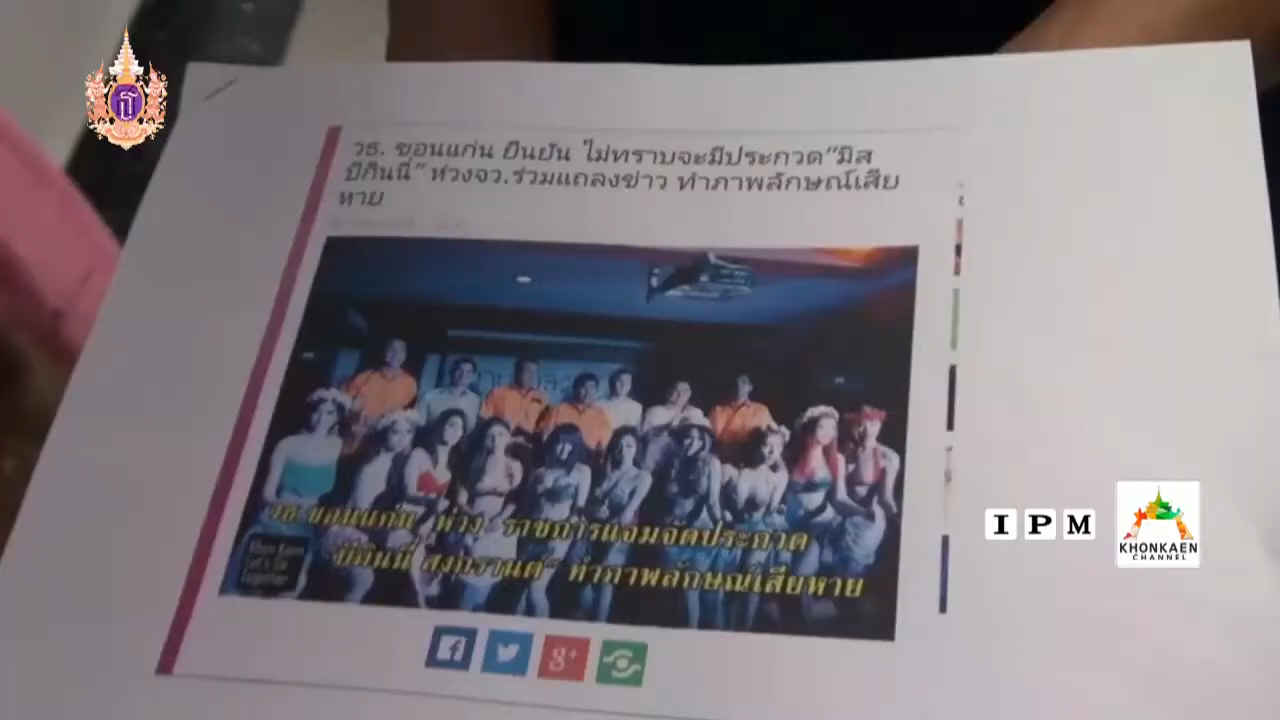 วธ. ขอนแก่น ยืนยัน ไม่ทราบจะมีประกวด"มิส
บีกินนี่" ห่วงจว.ร่วมแถลงข่าว ทำภาพลักษณ์เสีย
หาย
วธ.ขอนแก่น "ห่วง" ราชการแจมจัดประกวด
บีกินนี่ สงกรานต์" ทำภาพลักษณ์เสียหาย
g+
IPM
KHONKAEN
CHANNEL